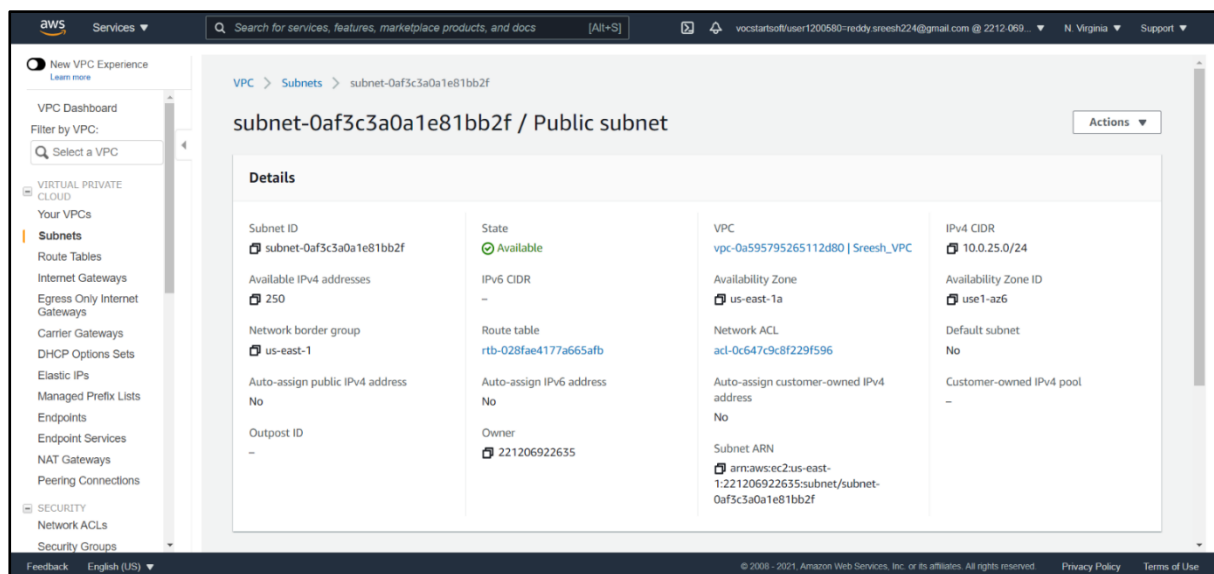 aws
Services ▼
Search for services, features, marketplace products, and docs
[Alt+S]
vocstartsoft/user1200580=reddy.sreesh224@gmail.com @ 2212-069... ▼
N. Virginia ▼
Support ▼
New VPC Experience
Learn more
VPC Dashboard
Filter by VPC:
Select a VPC
VIRTUAL PRIVATE
CLOUD
Your VPCs
Subnets
Route Tables
Internet Gateways
Egress Only Internet
Gateways
Carrier Gateways
DHCP Options Sets
Elastic IPs
Managed Prefix Lists
Endpoints
Endpoint Services
NAT Gateways
Peering Connections
SECURITY
Network ACLs
Security Groups
VPC > Subnets > subnet-0af3c3a0a1e81bb2f
subnet-0af3c3a0a1e81bb2f / Public subnet
Actions ▼
Details
Subnet ID
subnet-0af3c3a0a1e81bb2f
State
Available
VPC
vpc-0a595795265112d80 | Sreesh_VPC
IPv4 CIDR
10.0.25.0/24
Available IPv4 addresses
250
IPv6 CIDR
–
Availability Zone
us-east-1a
Availability Zone ID
use1-az6
Network border group
us-east-1
Route table
rtb-028fae4177a665afb
Network ACL
acl-0c647c9c8f229f596
Default subnet
No
Auto-assign public IPv4 address
No
Auto-assign IPv6 address
No
Auto-assign customer-owned IPv4
address
No
Customer-owned IPv4 pool
–
Outpost ID
–
Owner
221206922635
Subnet ARN
arn:aws:ec2:us-east-
1:221206922635:subnet/subnet-
0af3c3a0a1e81bb2f
Feedback
English (US) ▼
© 2008 - 2021, Amazon Web Services, Inc. or its affiliates. All rights reserved.
Privacy Policy
Terms of Use